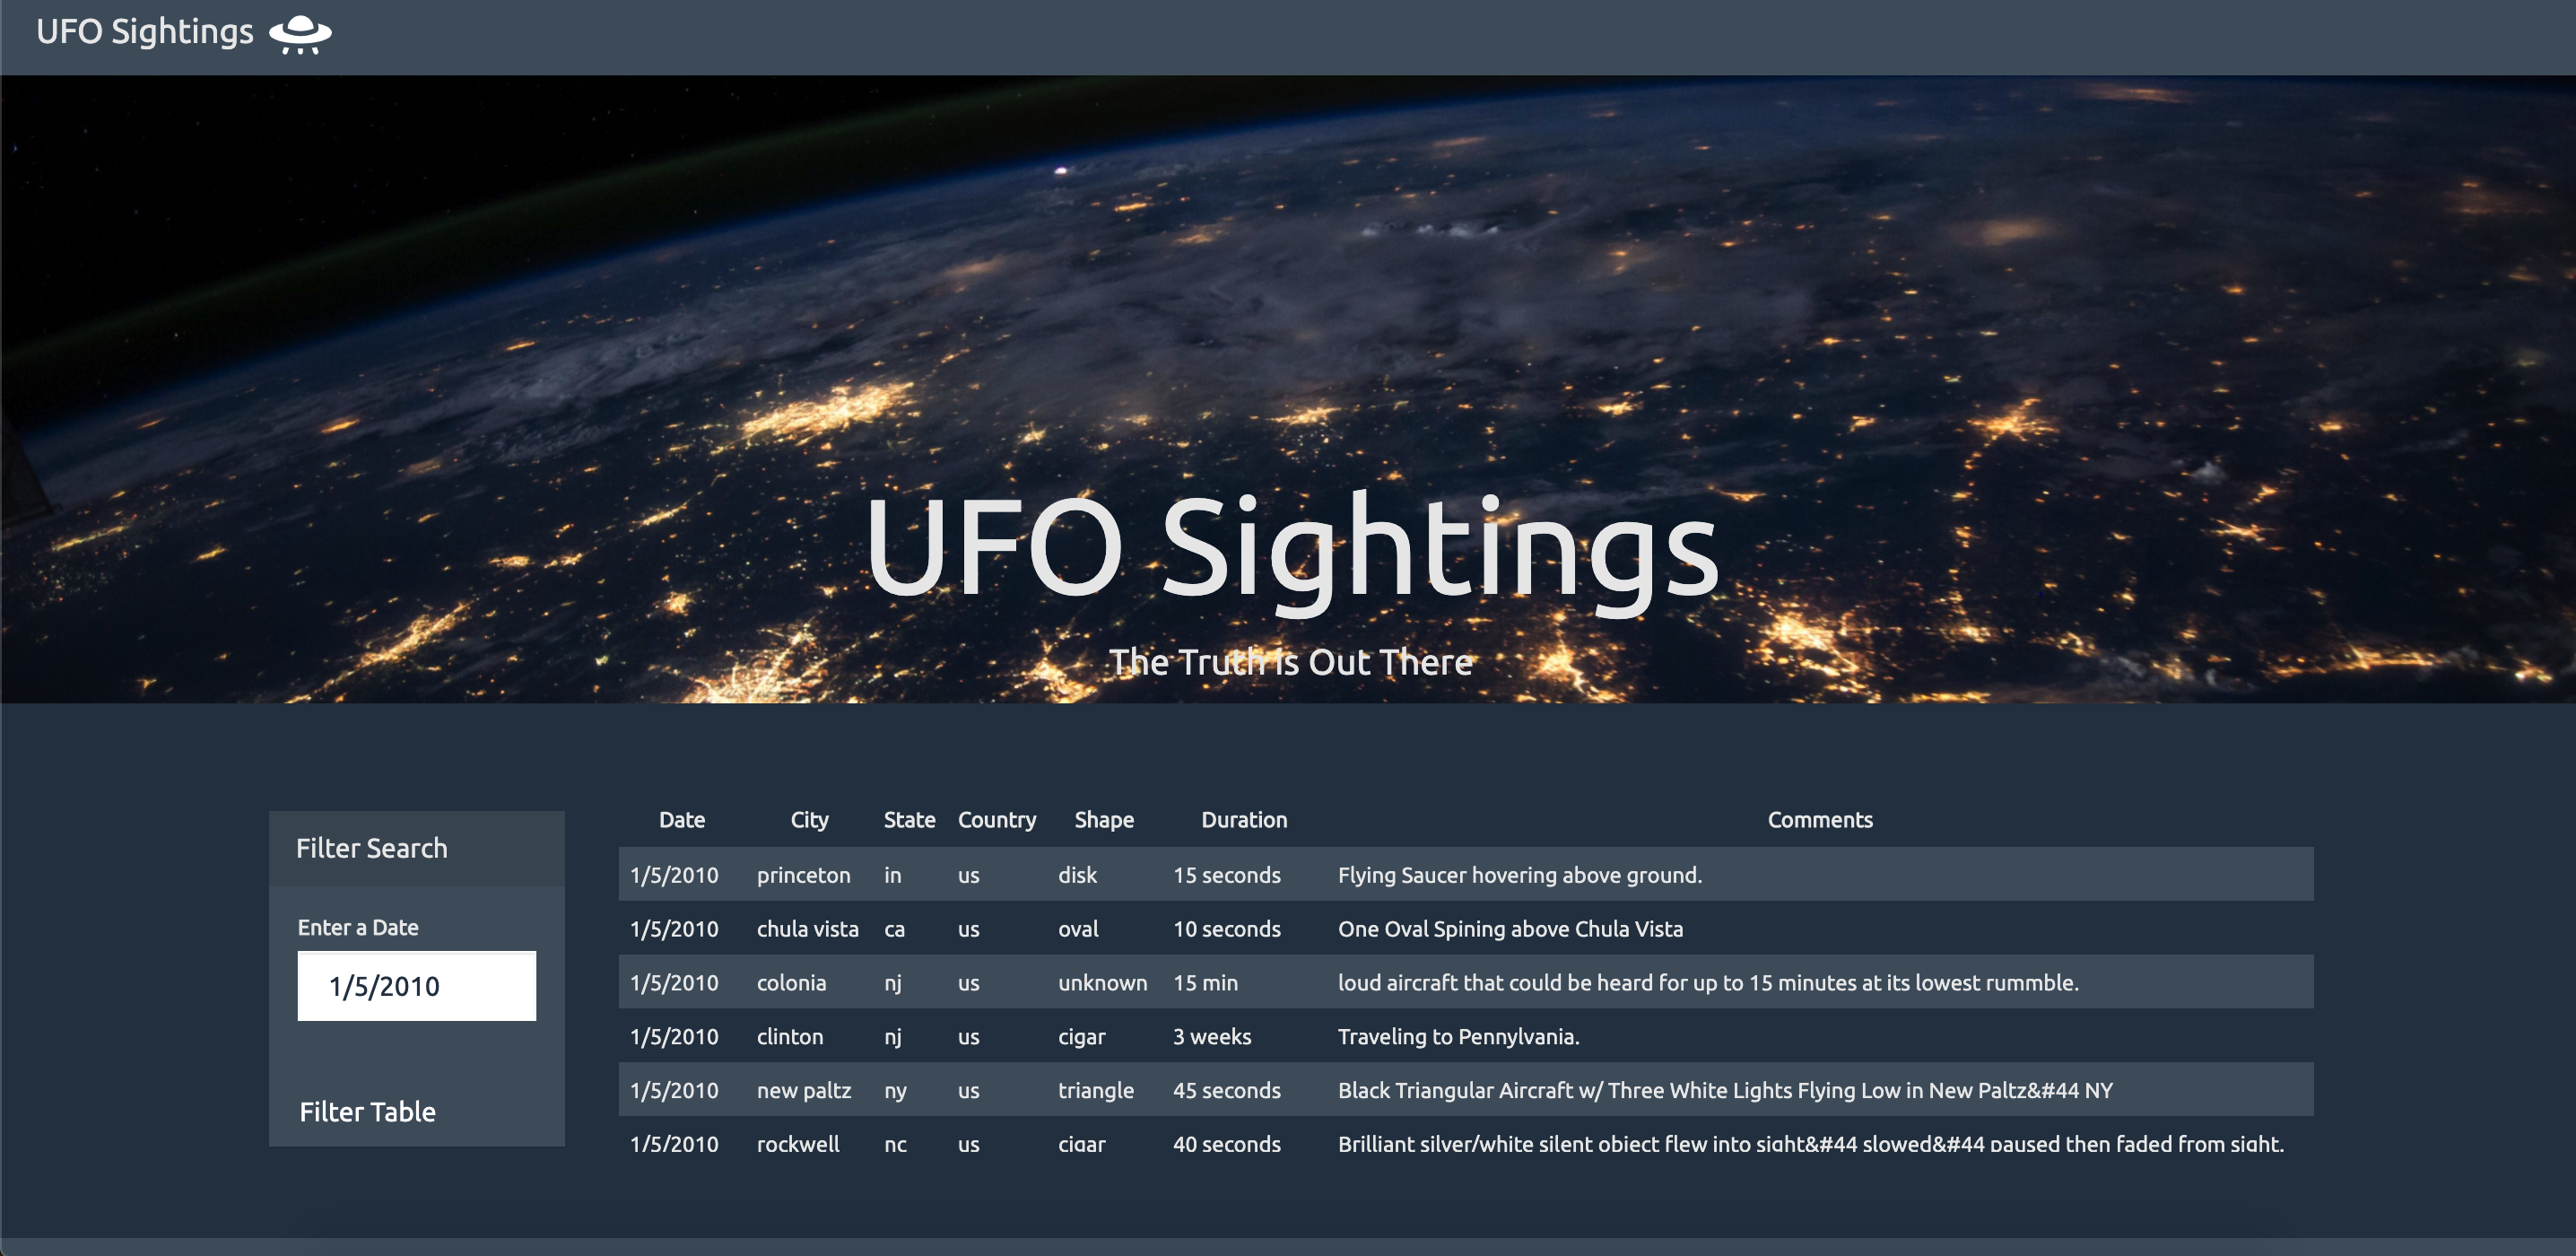 UFO Sightings
UFO Sightings
The Truth is Out There
Filter Search
Enter a Date
1/5/2010
Filter Table
Date City State Country Shape Duration Comments
1/5/2010 princeton in us disk 15 seconds Flying Saucer hovering above ground.
1/5/2010 chula vista ca us oval 10 seconds One Oval Spining above Chula Vista
1/5/2010 colonia nj us unknown 15 min loud aircraft that could be heard for up to 15 minutes at its lowest rummble.
1/5/2010 clinton nj us cigar 3 weeks Traveling to Pennylvania.
1/5/2010 new paltz ny us triangle 45 seconds Black Triangular Aircraft w/ Three White Lights Flying Low in New Paltz&#44 NY
1/5/2010 rockwell nc us cigar 40 seconds Brilliant silver/white silent object flew into sight&#44 slowed&#44 paused then faded from sight.